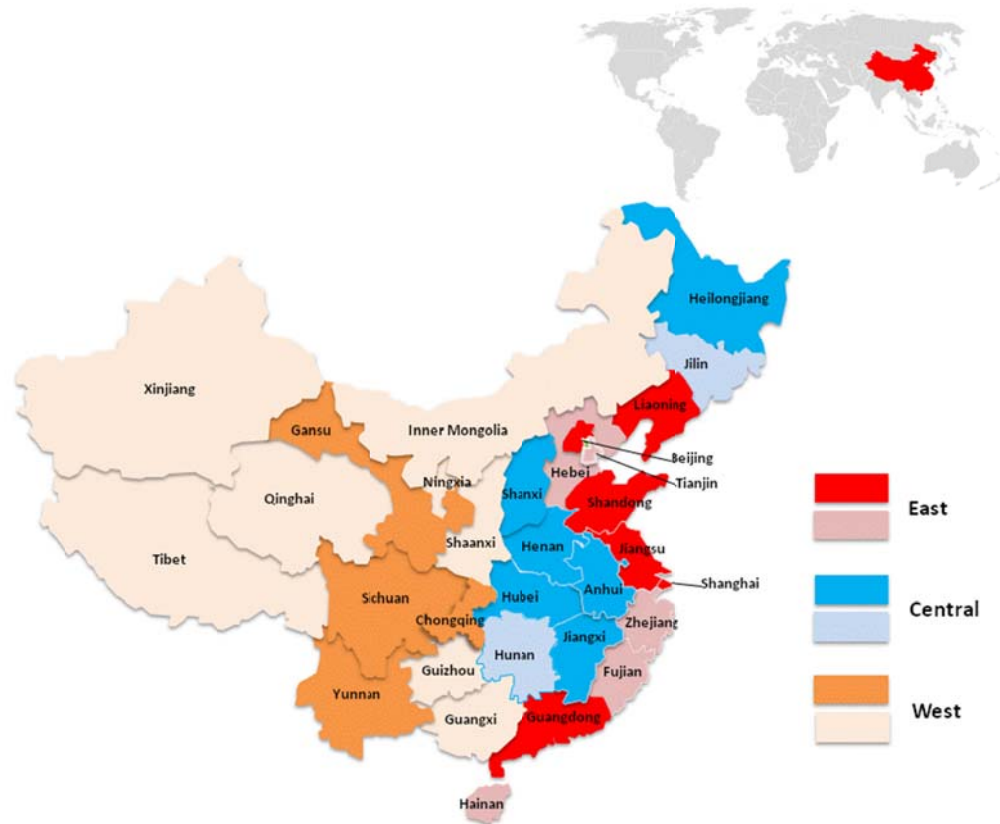 Heilongjiang
Jilin
Xinjiang
Liaoning
Gansu
Inner Mongolia
Beijing
Hebei
Ningxia
Tianjin
Shanxi
Qinghai
Shandong
Shaanxi
Henan
Jiangsu
Tibet
Shanghai
Anhui
Sichuan
Hubei
Chongqing
Zhejiang
Jiangxi
Hunan
Guizhou
Fujian
Yunnan
Guangxi
Guangdong
Hainan
East
Central
West